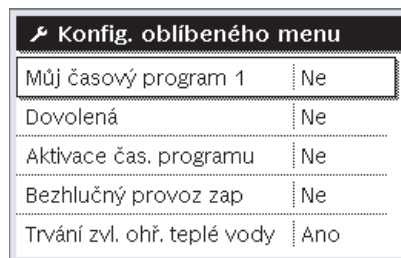 Konfig. oblíbeného menu
Můj časový program 1 Ne
Dovolená Ne
Aktivace čas. programu Ne
Bezhlučný provoz zap Ne
Trvání zvl. ohř. teplé vody Ano